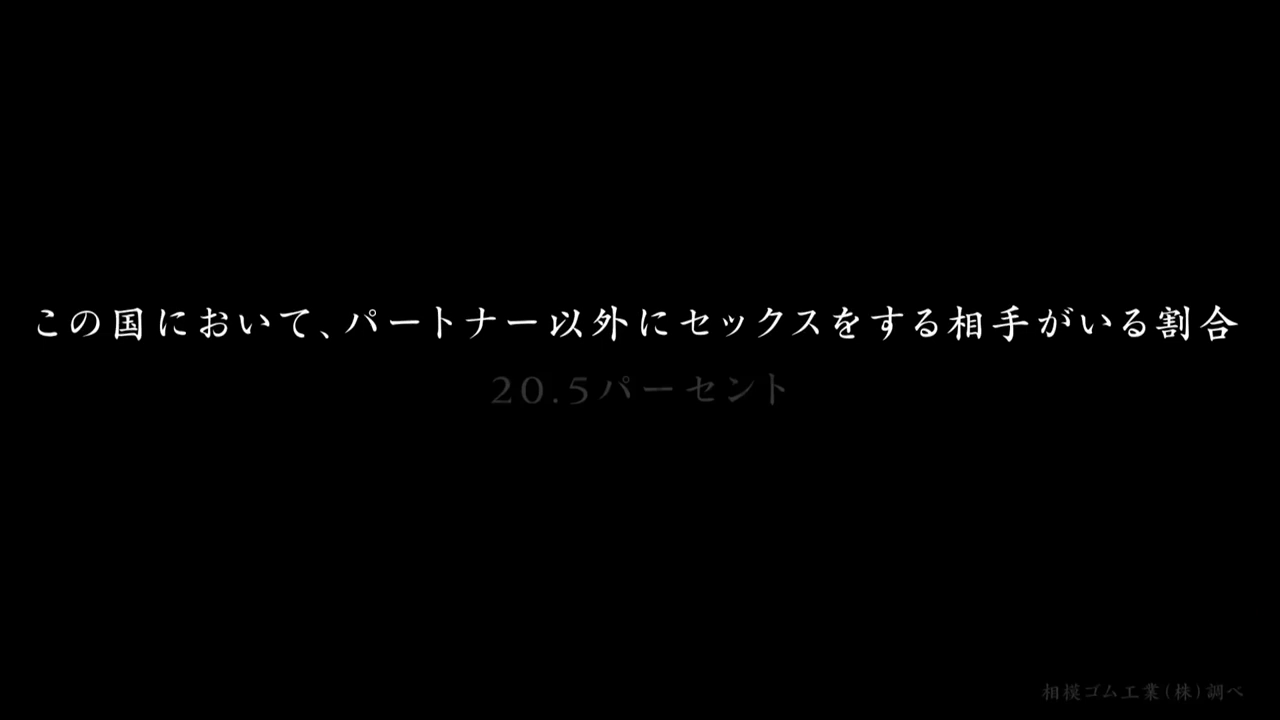 この国において、パートナー以外にセックスをする相手がいる割合
20.5パーセント
相模ゴム工業(株)調べ